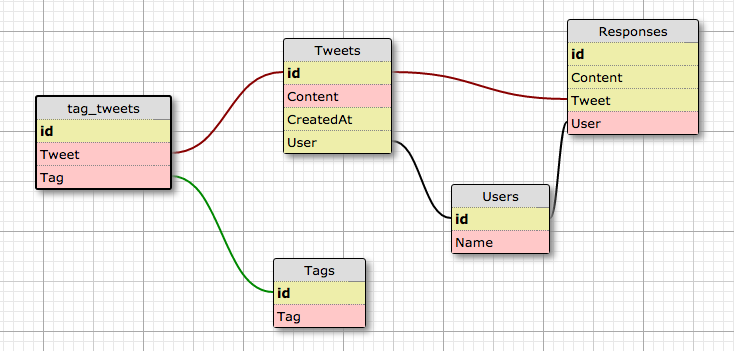 tag_tweets
id
Tweet
Tag
Tweets
id
Content
CreatedAt
User
Tags
id
Tag
Users
id
Name
Responses
id
Content
Tweet
User